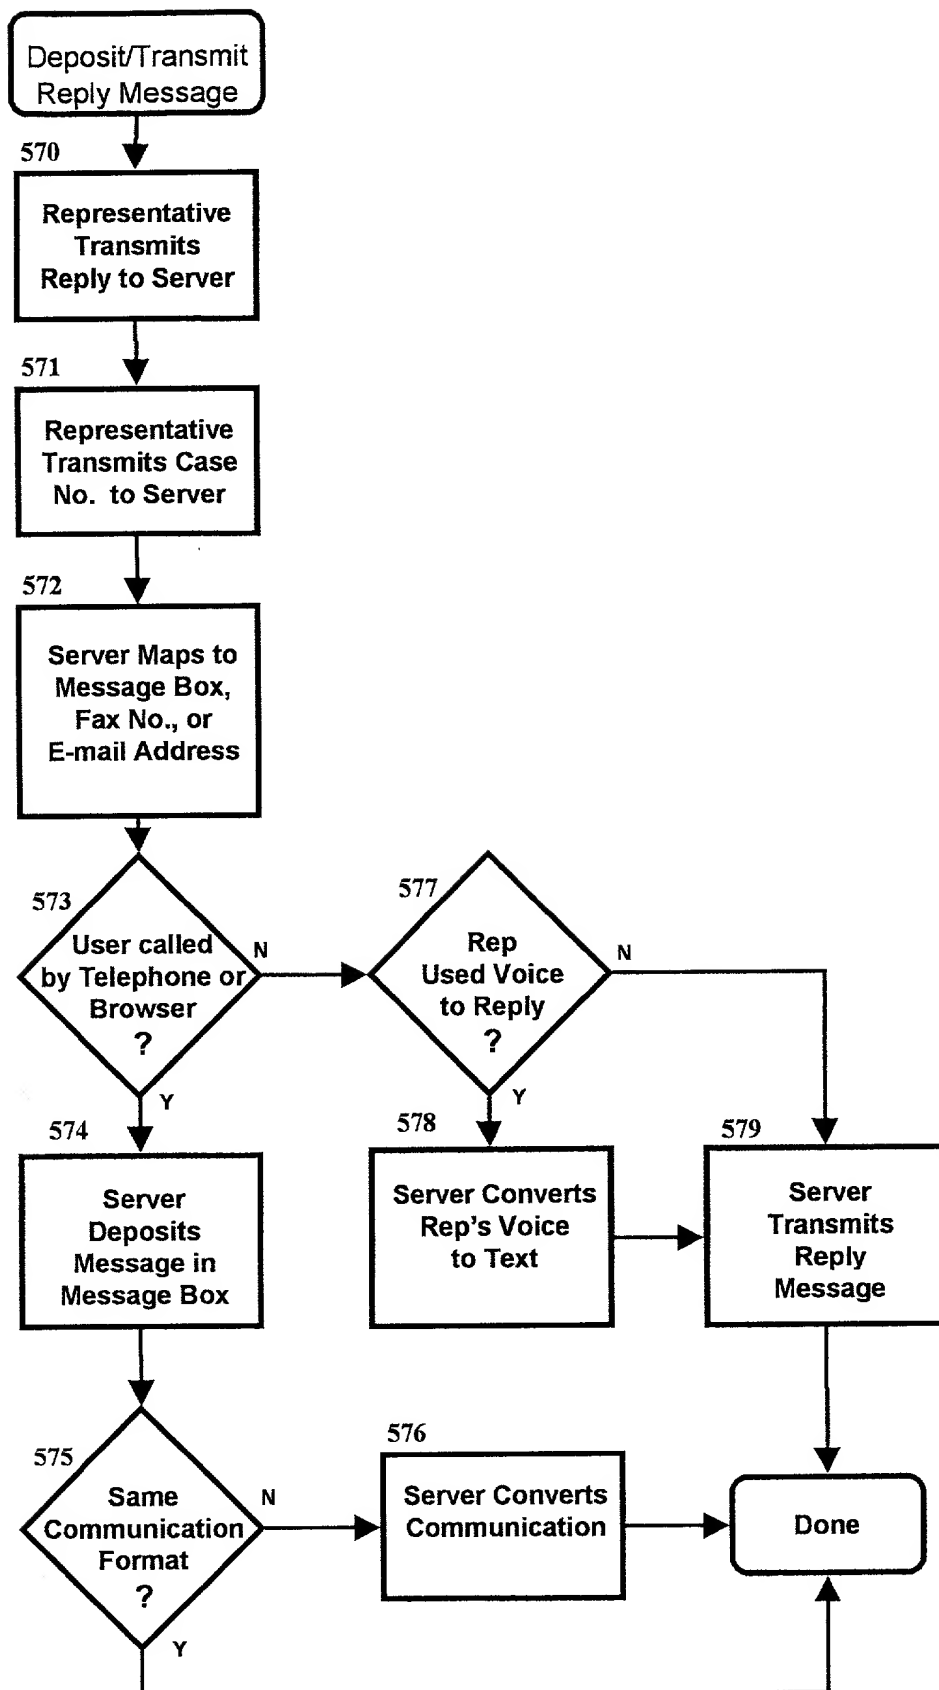 Deposit/Transmit
Reply Message
570
Representative
Transmits
Reply to Server
571
Representative
Transmits Case
No. to Server
572
Server Maps to
Message Box,
Fax No., or
E-mail Address
573
User called
by Telephone or
Browser
?
N
Y
577
Rep
Used Voice
to Reply
?
N
Y
574
Server
Deposits
Message in
Message Box
578
Server Converts
Rep's Voice
to Text
579
Server
Transmits
Reply
Message
575
Same
Communication
Format
?
N
Y
576
Server Converts
Communication
Done